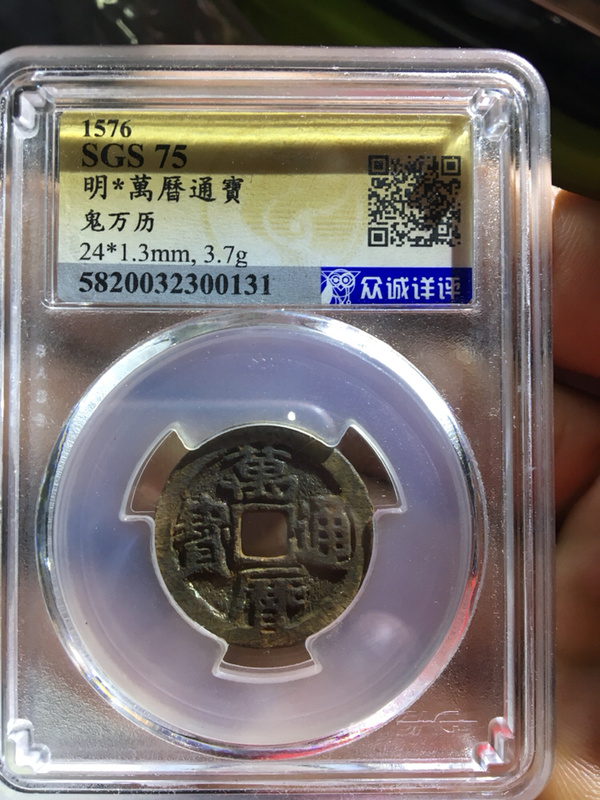 1576
SGS 75
明*萬曆通寶
鬼万历
24*1.3mm, 3.7g
5820032300131
众诚详评
萬曆通寶